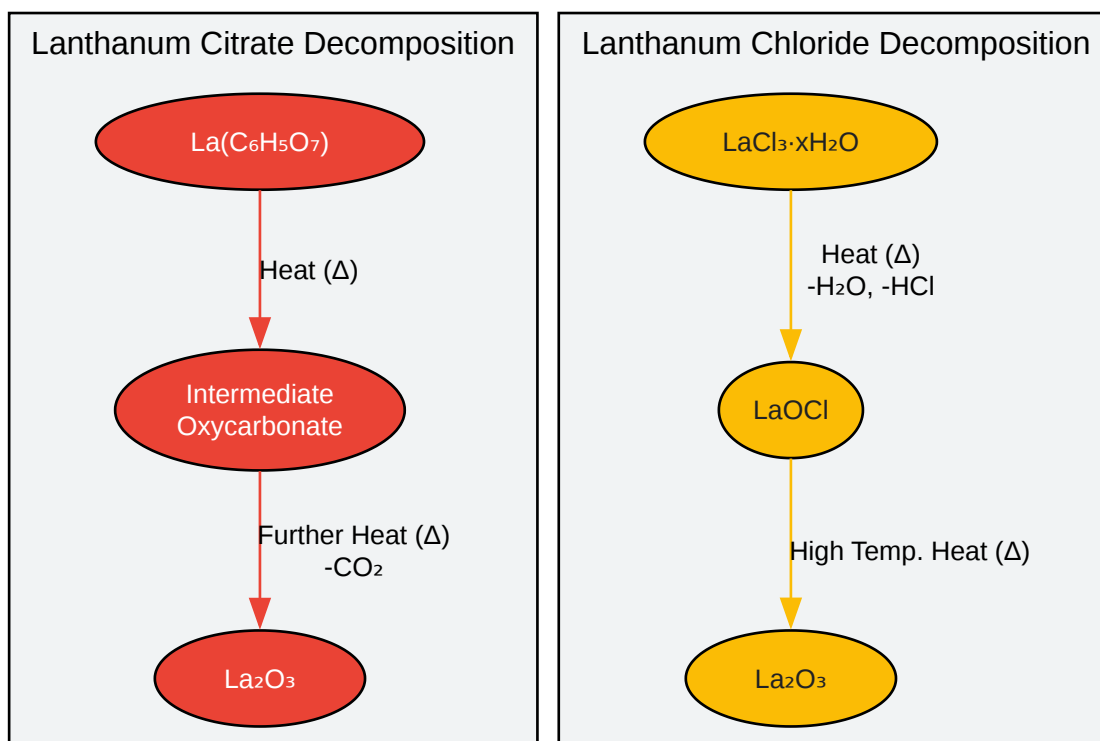 Lanthanum Citrate Decomposition
La(C₆H₅O₇)
Heat (Δ)
Intermediate
Oxycarbonate
Further Heat (Δ)
-CO₂
La₂O₃
Lanthanum Chloride Decomposition
LaCl₃·xH₂O
Heat (Δ)
-H₂O, -HCl
LaOCl
High Temp. Heat (Δ)
La₂O₃